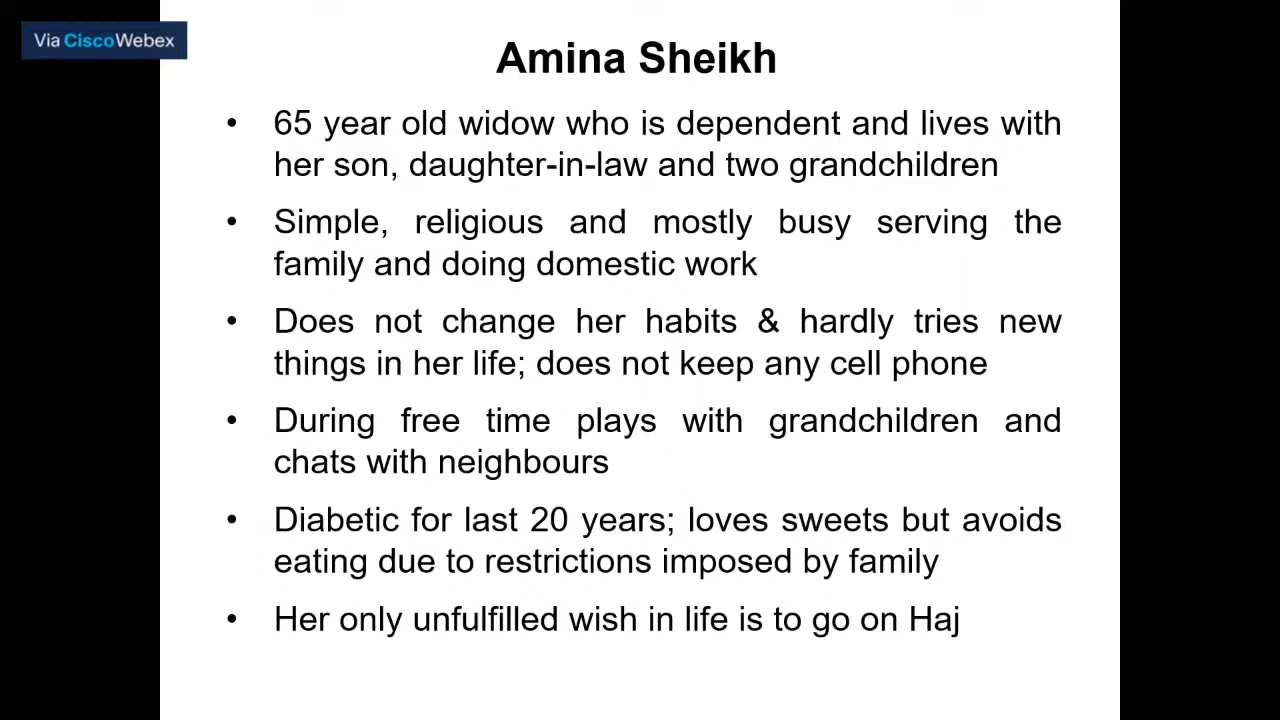 Via CiscoWebex
Amina Sheikh
• 65 year old widow who is dependent and lives with
her son, daughter-in-law and two grandchildren
• Simple, religious and mostly busy serving the
family and doing domestic work
• Does not change her habits & hardly tries new
things in her life; does not keep any cell phone
• During free time plays with grandchildren and
chats with neighbours
• Diabetic for last 20 years; loves sweets but avoids
eating due to restrictions imposed by family
• Her only unfulfilled wish in life is to go on Haj